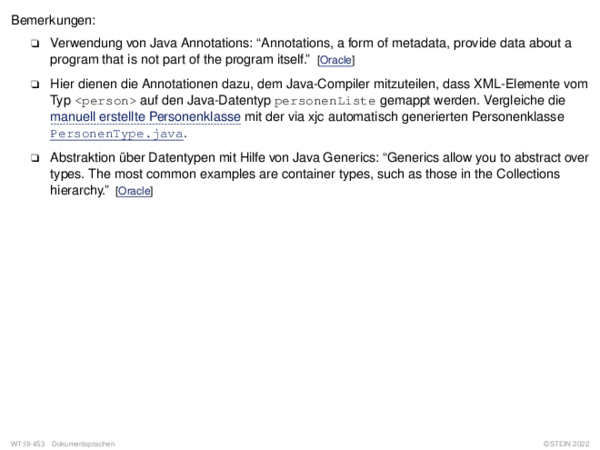 Bemerkungen:
❑ Verwendung von Java Annotations: “Annotations, a form of metadata, provide data about a
program that is not part of the program itself.” [Oracle]
❑ Hier dienen die Annotationen dazu, dem Java-Compiler mitzuteilen, dass XML-Elemente vom
Typ <person> auf den Java-Datentyp personenListe gemappt werden. Vergleiche die
manuell erstellte Personenklasse mit der via xjc automatisch generierten Personenklasse
PersonenType.java.
❑ Abstraktion über Datentypen mit Hilfe von Java Generics: “Generics allow you to abstract over
types. The most common examples are container types, such as those in the Collections
hierarchy.” [Oracle]
WT:III-453 Dokumentsprachen ©STEIN 2022